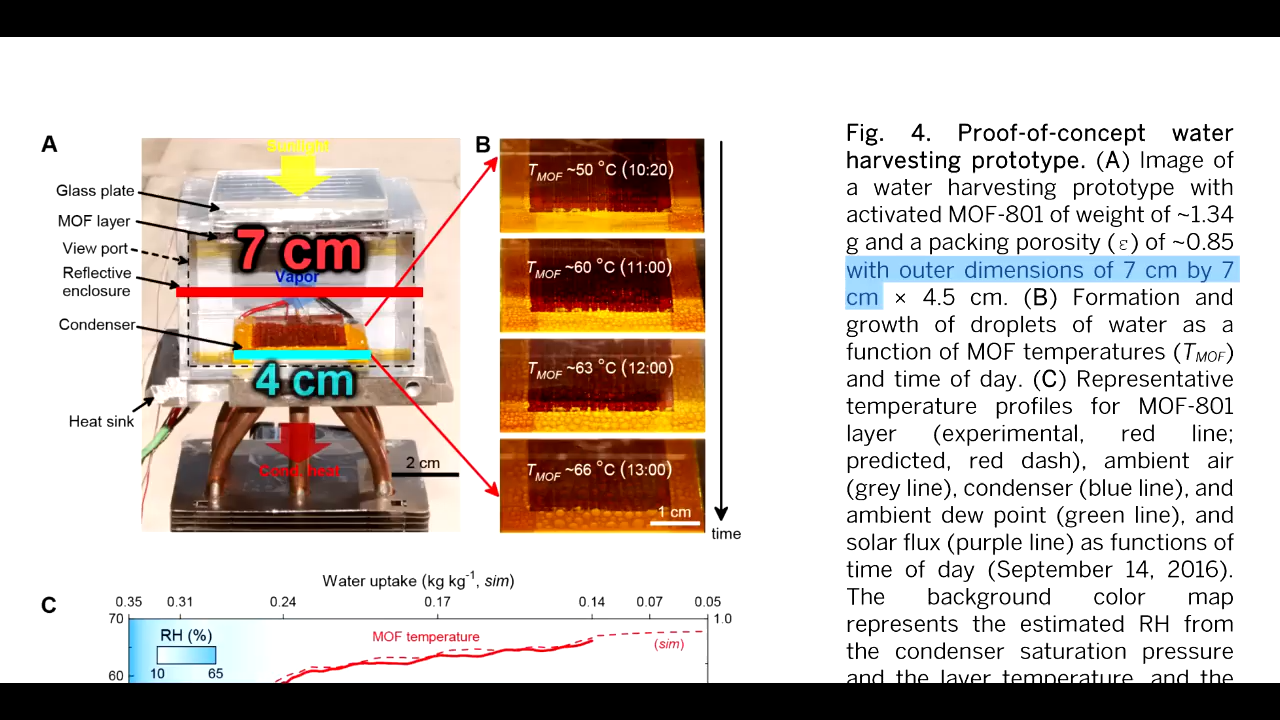 A
Sunlight
Glass plate
MOF layer
View port
Reflective
enclosure
Condenser
Heat sink
7 cm
Vapor
4 cm
Cond. heat
2 cm
B
T_MOF ~50 °C (10:20)
T_MOF ~60 °C (11:00)
T_MOF ~63 °C (12:00)
T_MOF ~66 °C (13:00)
1 cm
time
C
Water uptake (kg kg⁻¹, sim)
0.35 0.31 0.24 0.17 0.14 0.07 0.05
70
1.0
RH (%)
10 65
MOF temperature
(sim)
60
Fig. 4. Proof-of-concept water
harvesting prototype. (A) Image of
a water harvesting prototype with
activated MOF-801 of weight of ~1.34
g and a packing porosity (ε) of ~0.85
with outer dimensions of 7 cm by 7
cm × 4.5 cm. (B) Formation and
growth of droplets of water as a
function of MOF temperatures (T_MOF)
and time of day. (C) Representative
temperature profiles for MOF-801
layer (experimental, red line;
predicted, red dash), ambient air
(grey line), condenser (blue line), and
ambient dew point (green line), and
solar flux (purple line) as functions of
time of day (September 14, 2016).
The background color map
represents the estimated RH from
the condenser saturation pressure
and the layer temperature, and the